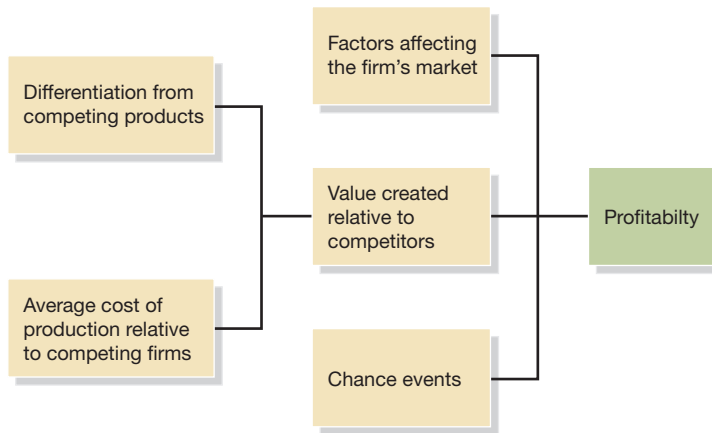 Differentiation from
competing products
Average cost of
production relative
to competing firms
Factors affecting
the firm's market
Value created
relative to
competitors
Chance events
Profitabilty